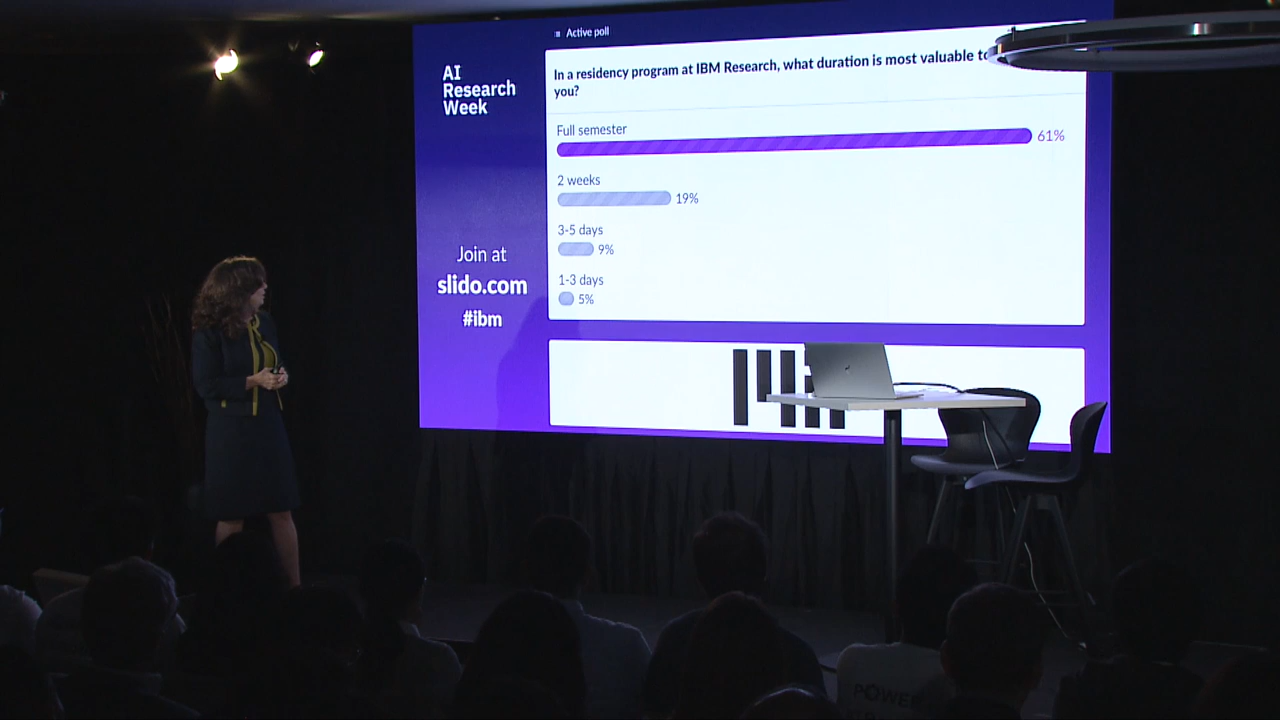 Active poll
AI
Research
Week
In a residency program at IBM Research, what duration is most valuable to
you?
Full semester
61%
2 weeks
19%
3-5 days
9%
1-3 days
5%
Join at
slido.com
#ibm
POWER